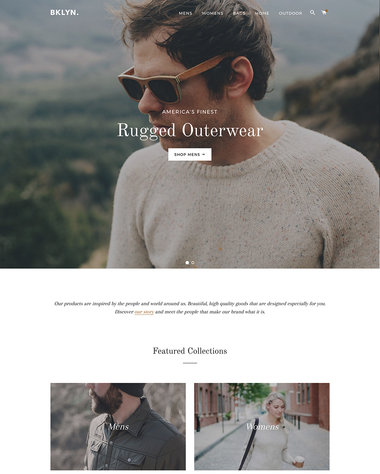 BKLYN.
MENS WOMENS BAGS HOME OUTDOOR
AMERICA'S FINEST
Rugged Outerwear
SHOP MENS
Our products are inspired by the people and world around us. Beautiful, high quality goods that are designed especially for you.
Discover our story and meet the people that make our brand what it is.
Featured Collections
Mens
Womens